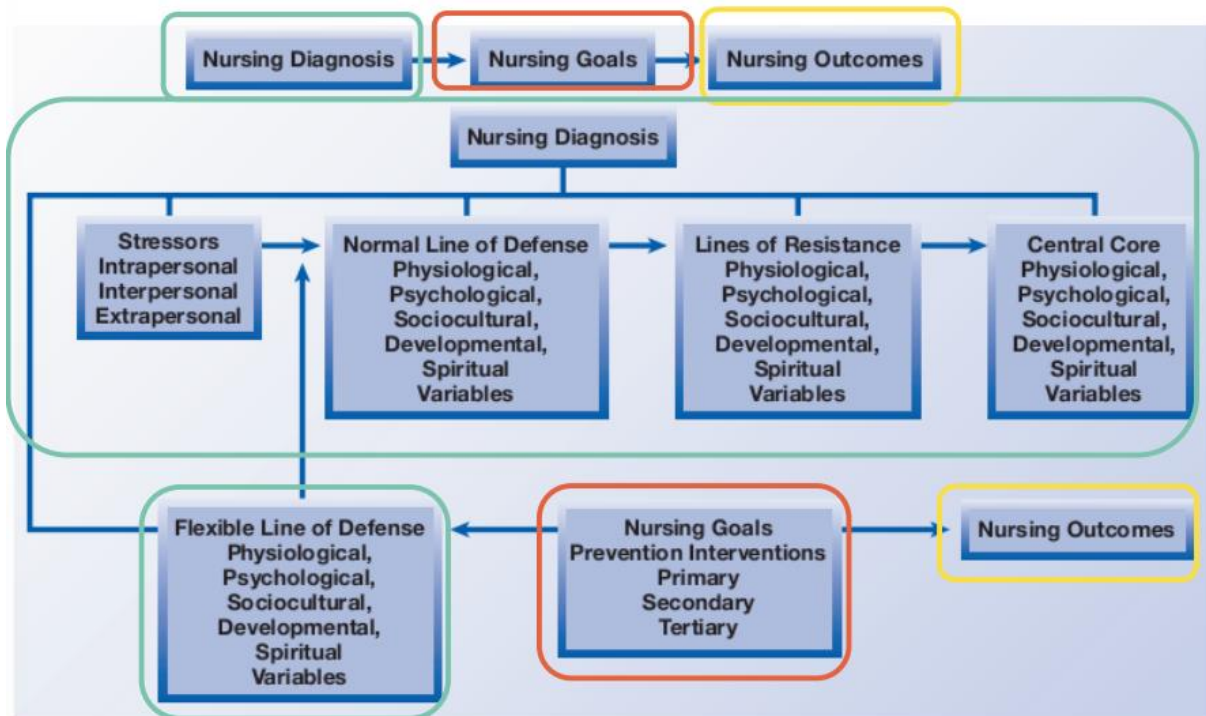 Nursing Diagnosis
Nursing Goals
Nursing Outcomes
Nursing Diagnosis
Stressors
Intrapersonal
Interpersonal
Extrapersonal
Normal Line of Defense
Physiological,
Psychological,
Sociocultural,
Developmental,
Spiritual
Variables
Lines of Resistance
Physiological,
Psychological,
Sociocultural,
Developmental,
Spiritual
Variables
Central Core
Physiological,
Psychological,
Sociocultural,
Developmental,
Spiritual
Variables
Flexible Line of Defense
Physiological,
Psychological,
Sociocultural,
Developmental,
Spiritual
Variables
Nursing Goals
Prevention Interventions
Primary
Secondary
Tertiary
Nursing Outcomes